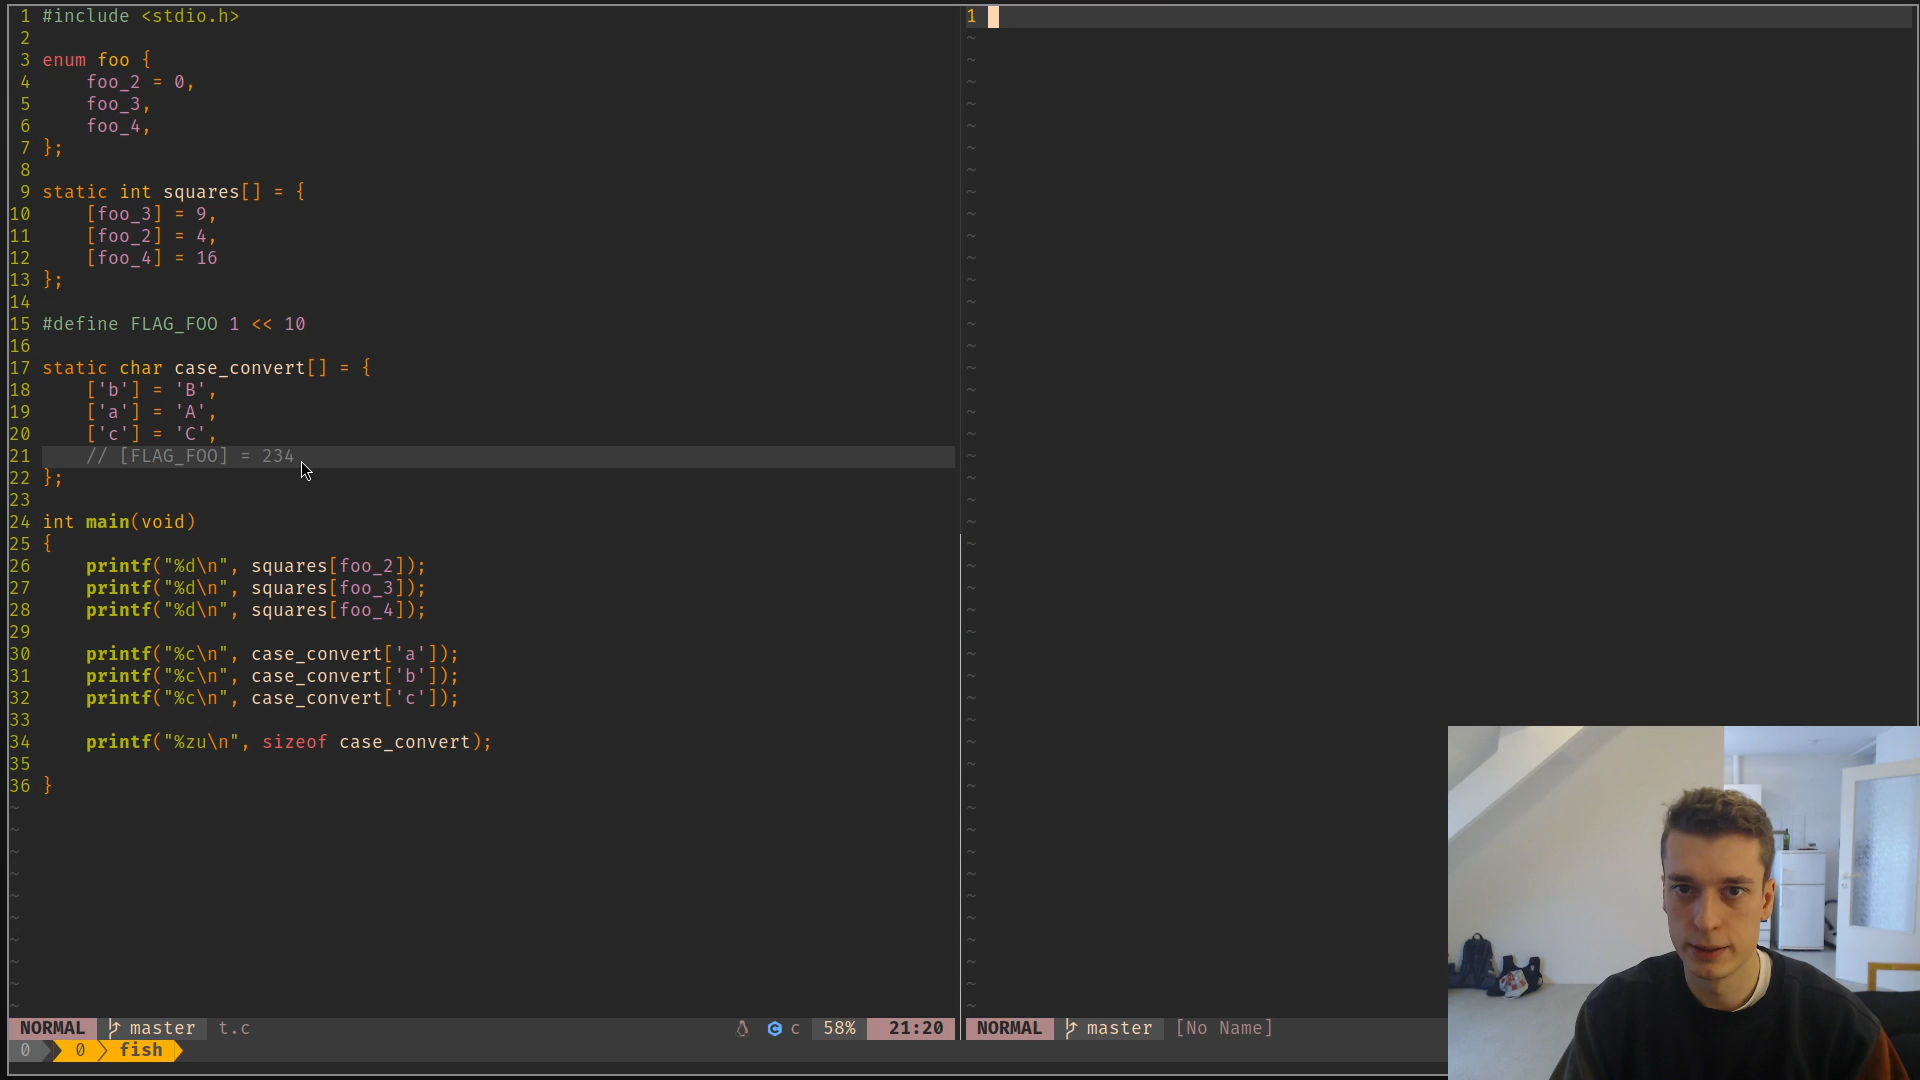 1 #include <stdio.h>
2
3 enum foo {
4     foo_2 = 0,
5     foo_3,
6     foo_4,
7 };
8
9 static int squares[] = {
10     [foo_3] = 9,
11     [foo_2] = 4,
12     [foo_4] = 16
13 };
14
15 #define FLAG_FOO 1 << 10
16
17 static char case_convert[] = {
18     ['b'] = 'B',
19     ['a'] = 'A',
20     ['c'] = 'C',
21     // [FLAG_FOO] = 234
22 };
23
24 int main(void)
25 {
26     printf("%d\n", squares[foo_2]);
27     printf("%d\n", squares[foo_3]);
28     printf("%d\n", squares[foo_4]);
29
30     printf("%c\n", case_convert['a']);
31     printf("%c\n", case_convert['b']);
32     printf("%c\n", case_convert['c']);
33
34     printf("%zu\n", sizeof case_convert);
35
36 }
NORMAL master t.c c 58% 21:20
0 0 fish
1
NORMAL master [No Name]